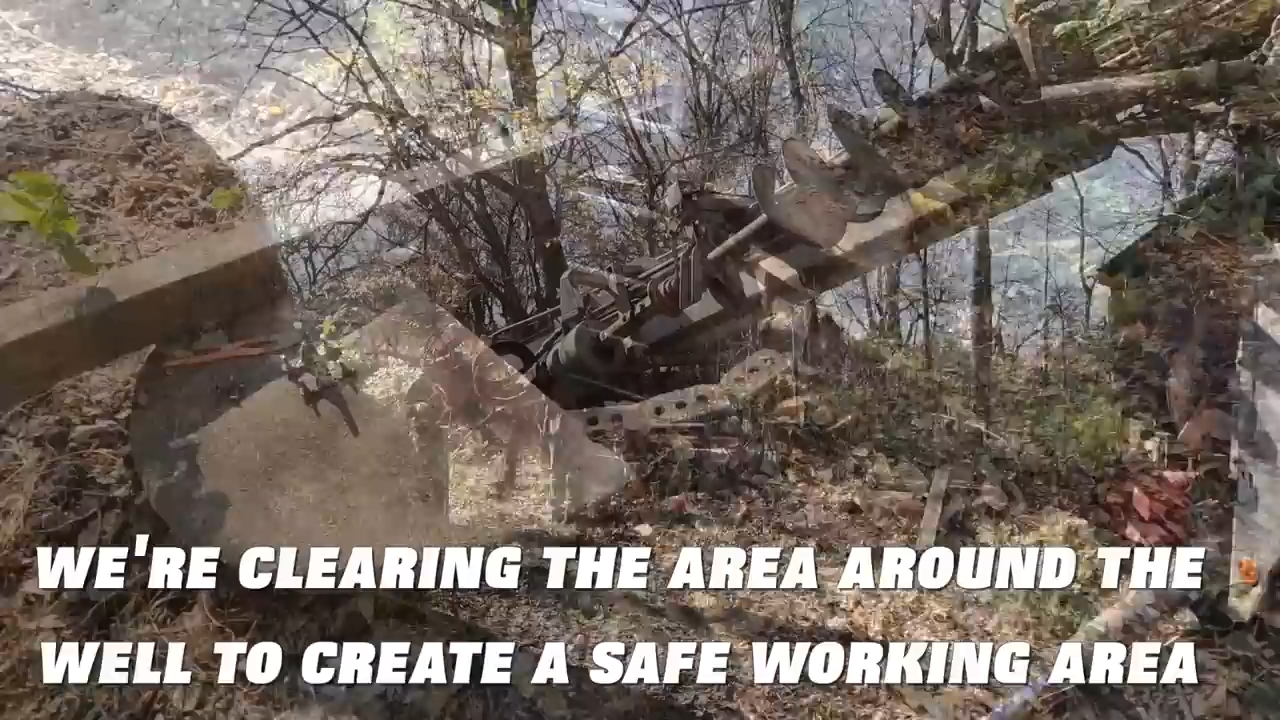 WE'RE CLEARING THE AREA AROUND THE
WELL TO CREATE A SAFE WORKING AREA